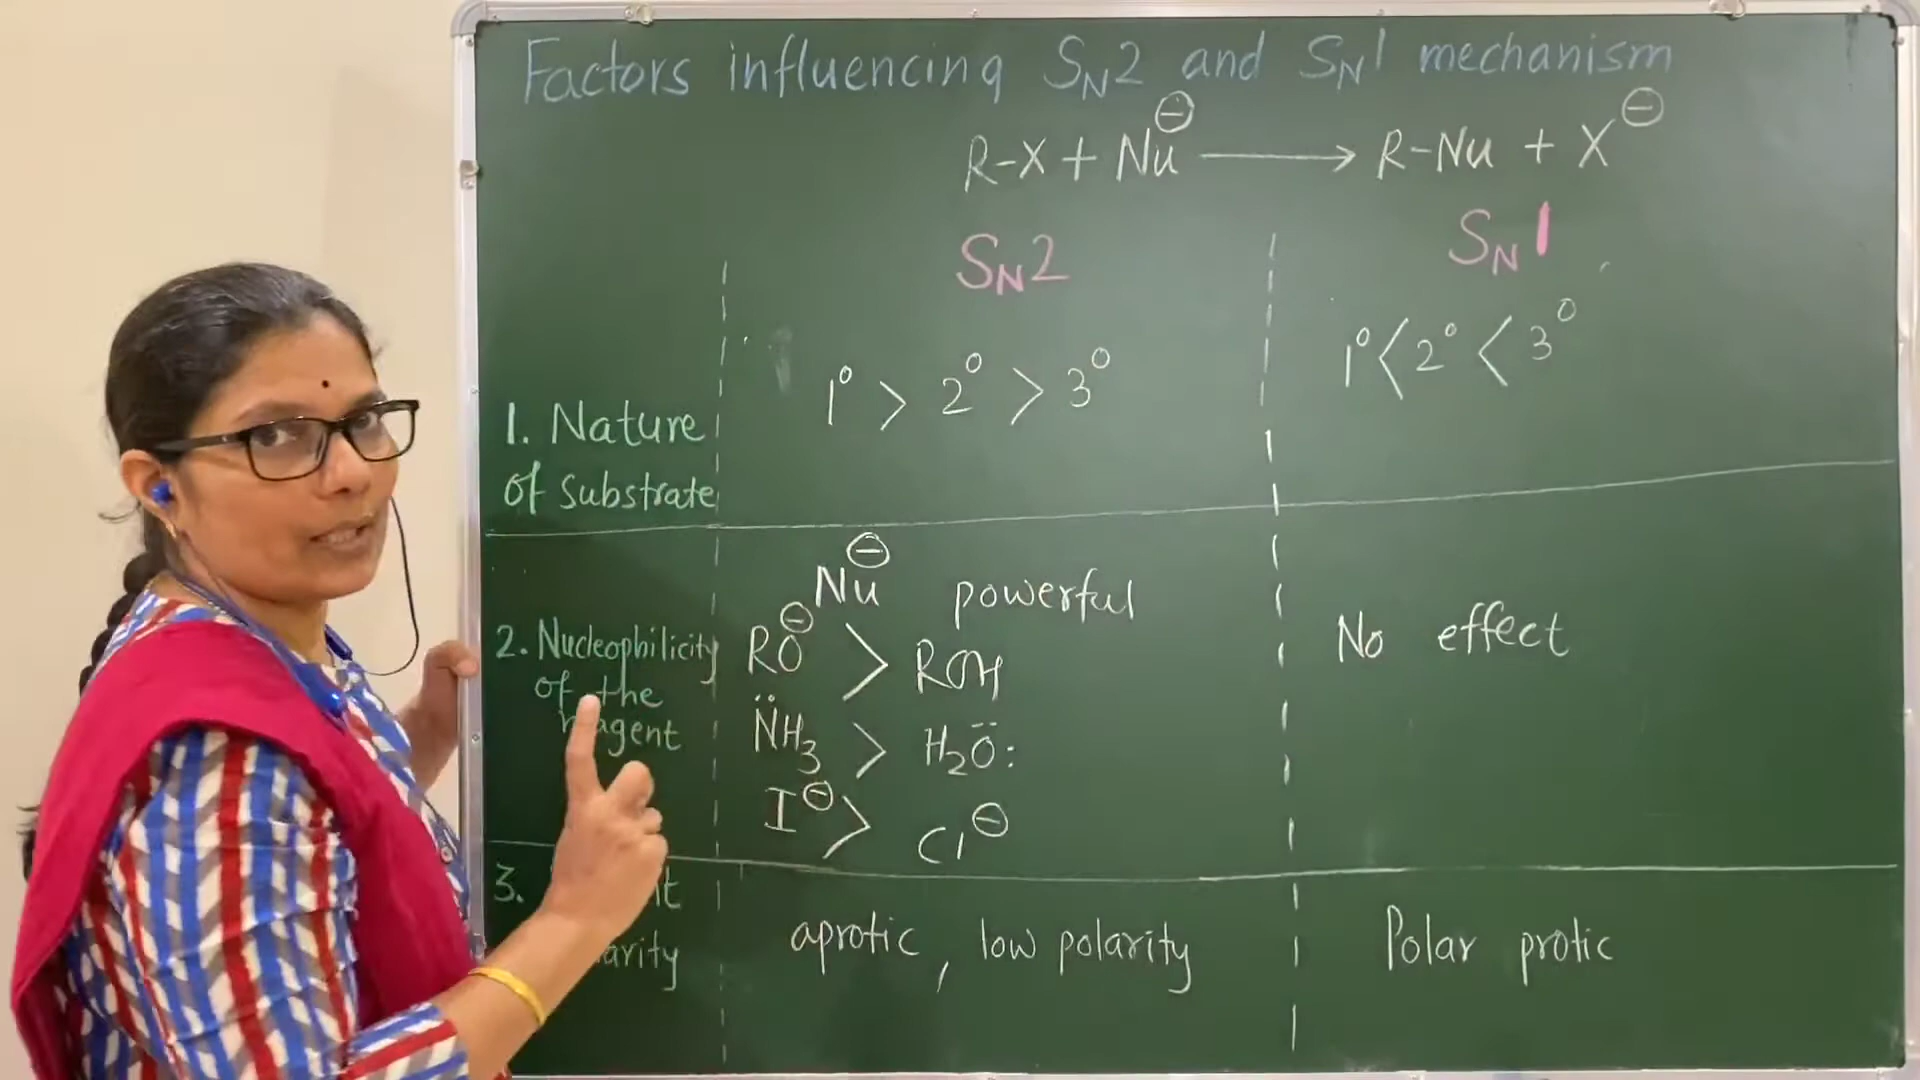 Factors influencing SN2 and SN1 mechanism
R-X + Nu⊖ ⟶ R-Nu + X⊖
SN2
SN1
1. Nature
of Substrate
1° > 2° > 3°
1° < 2° < 3°
2. Nucleophilicity
of the
Nu⊖ powerful
RO⊖ > ROH
N̈H3 > H2Ö:
I⊖ > Cl⊖
No effect
3.
aprotic, low polarity
Polar protic